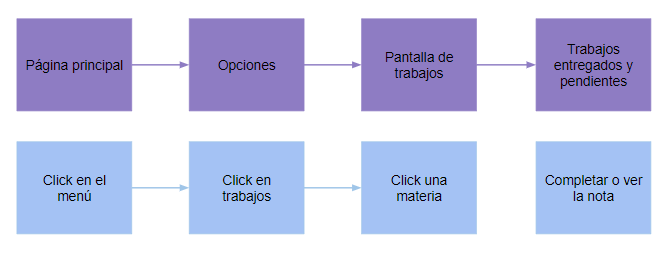 Página principal
Opciones
Pantalla de
trabajos
Trabajos
entregados y
pendientes
Click en el
menú
Click en
trabajos
Click una
materia
Completar o ver
la nota